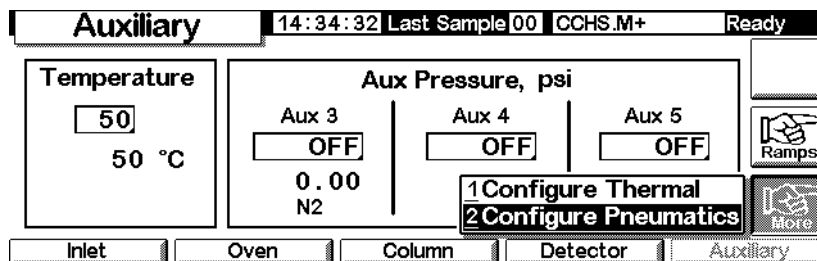 Auxiliary 14:34:32 Last Sample 00 CCHS.M+ Ready
Temperature
50
50 °C
Aux Pressure, psi
Aux 3 Aux 4 Aux 5
OFF OFF OFF
0.00
N2
1 Configure Thermal
2 Configure Pneumatics
Ramps
More
Inlet Oven Column Detector Auxiliary